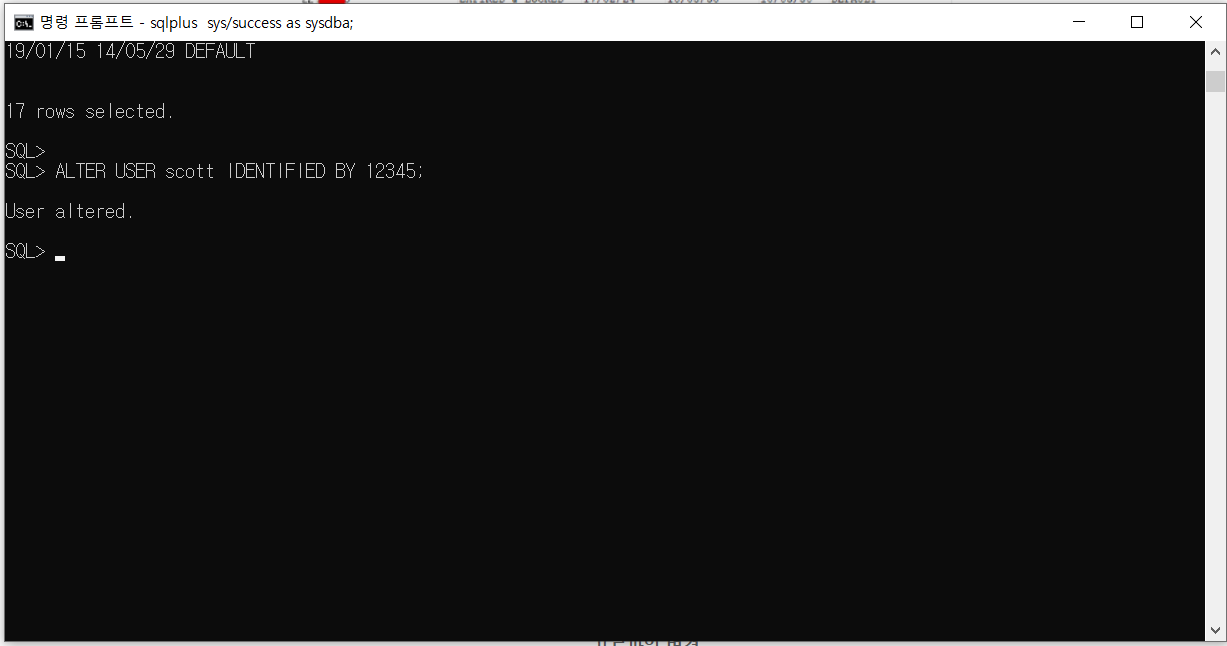 명령 프롬프트 - sqlplus  sys/success as sysdba;
19/01/15 14/05/29 DEFAULT
17 rows selected.
SQL>
SQL> ALTER USER scott IDENTIFIED BY 12345;
User altered.
SQL>